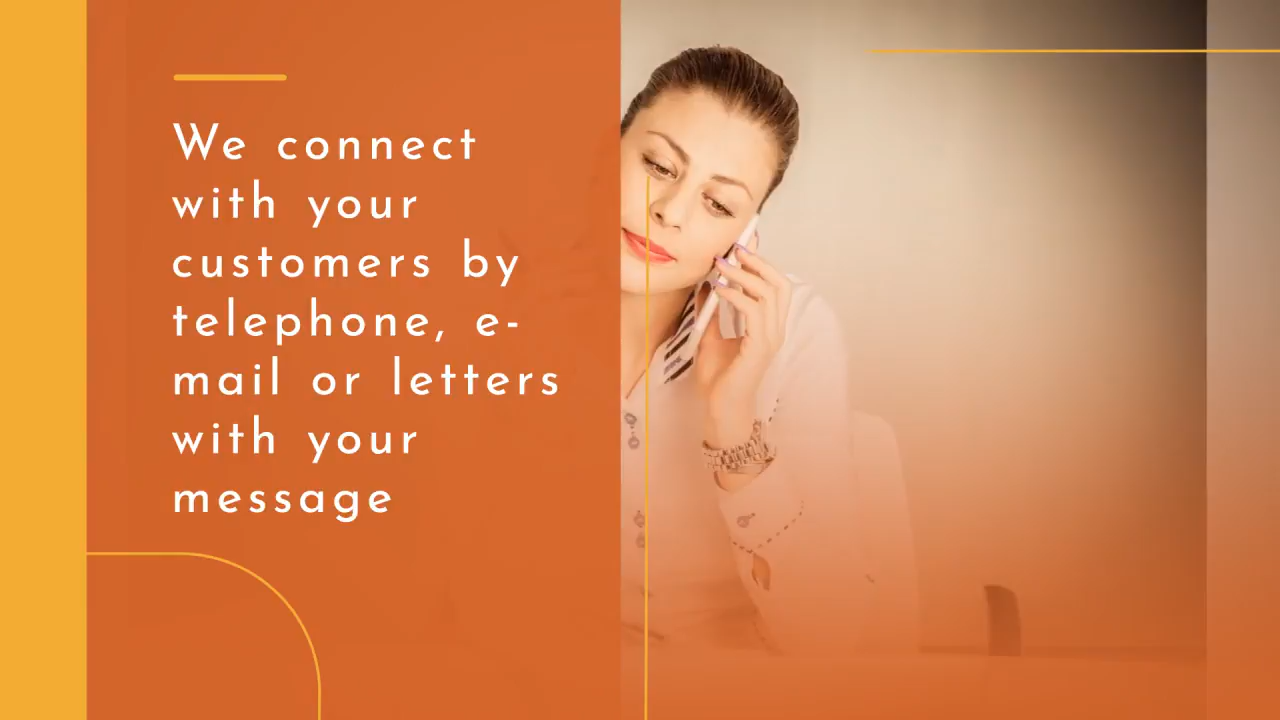 We connect
with your
customers by
telephone, e-
mail or letters
with your
message